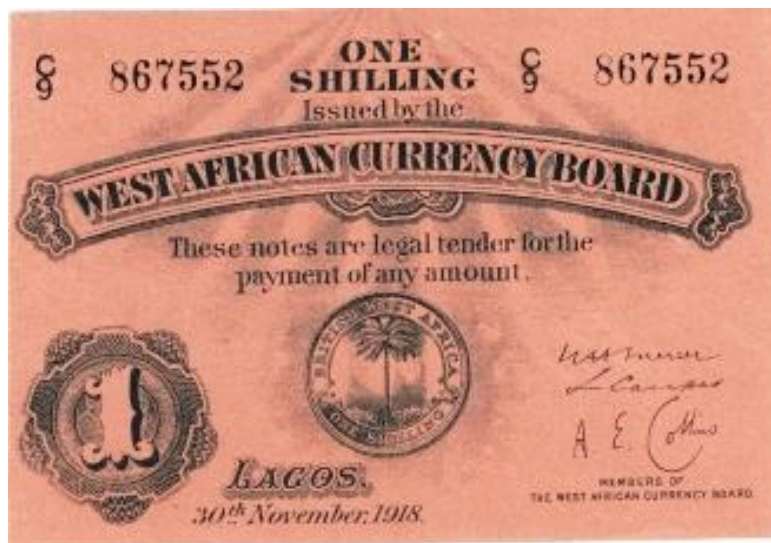 C/9 867552 ONE SHILLING C/9 867552
Issued by the
WEST AFRICAN CURRENCY BOARD
These notes are legal tender for the
payment of any amount.
BRITISH WEST AFRICA
ONE SHILLING
1
A E Collins
LAGOS.
30th November, 1918.
MEMBERS OF
THE WEST AFRICAN CURRENCY BOARD